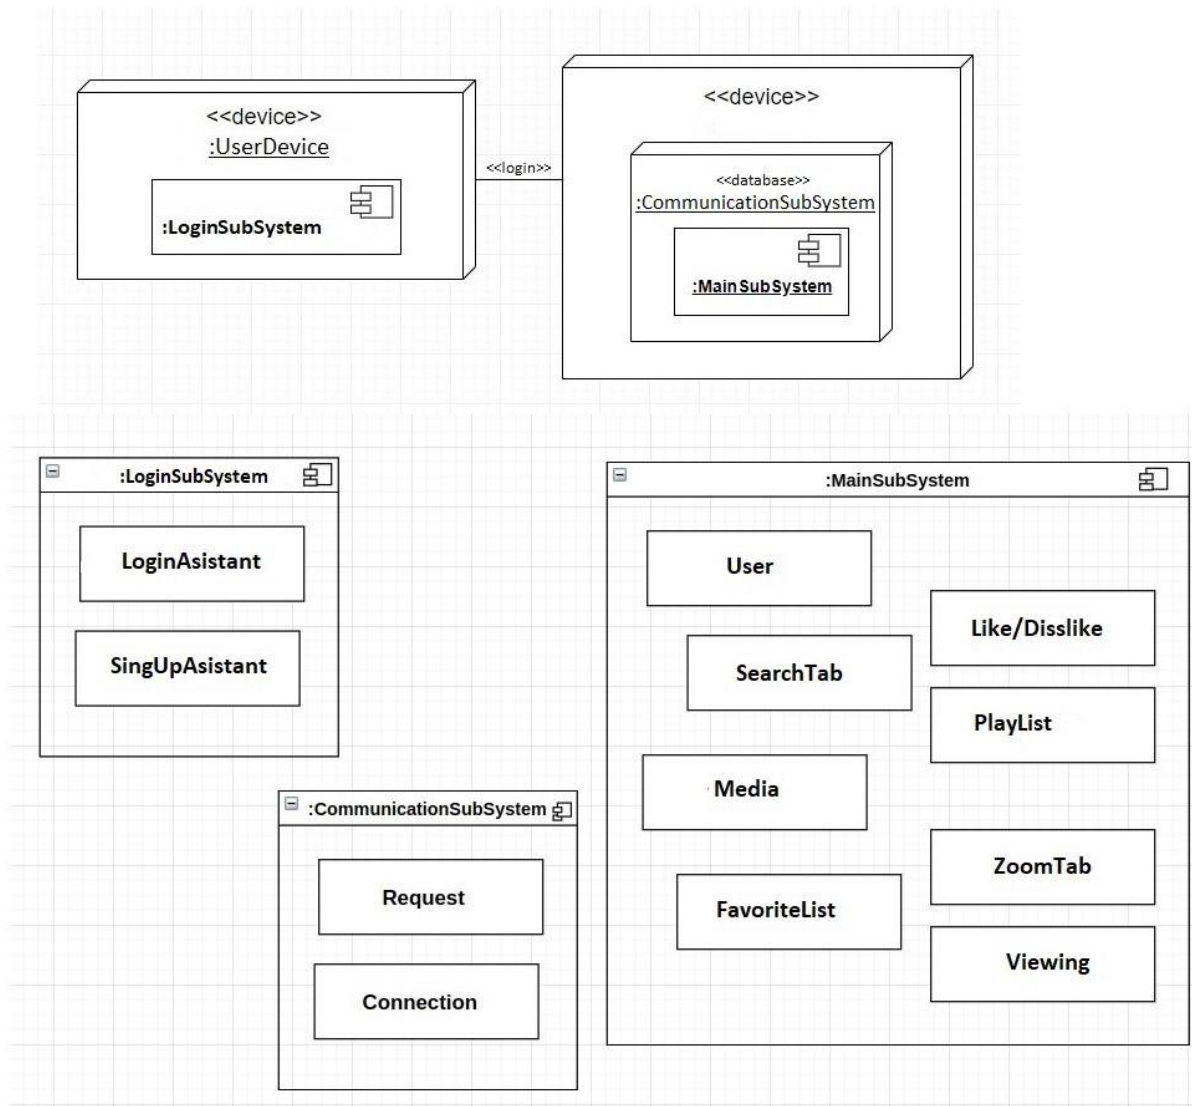 <<device>>
:UserDevice
:LoginSubSystem
<<login>>
<<device>>
<<database>>
:CommunicationSubSystem
:MainSubSystem
:LoginSubSystem
LoginAsistant
SingUpAsistant
:CommunicationSubSystem
Request
Connection
:MainSubSystem
User
SearchTab
Media
FavoriteList
Like/Disslike
PlayList
ZoomTab
Viewing